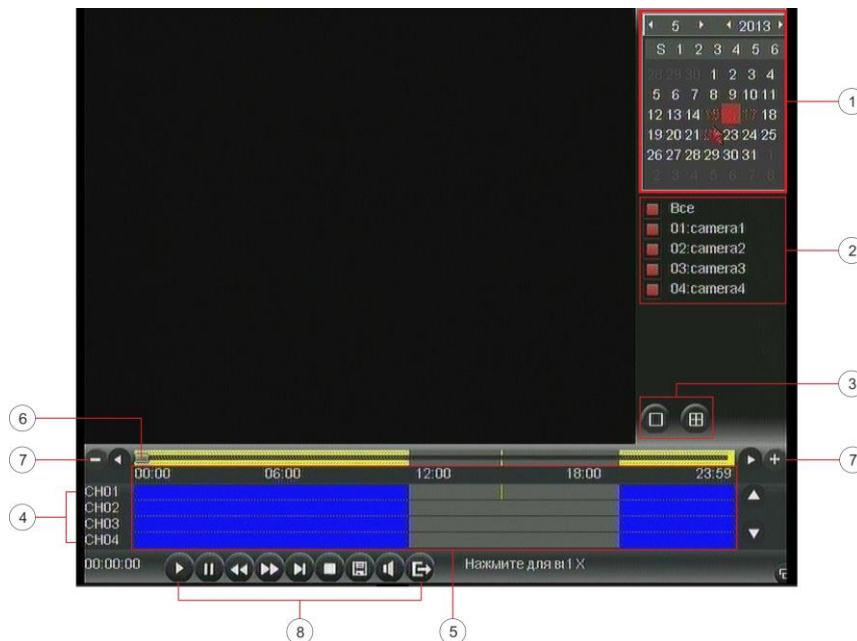 5 2013
S 1 2 3 4 5 6
28 29 30 1 2 3 4
5 6 7 8 9 10 11
12 13 14 15 17 18
19 20 21 23 24 25
26 27 28 29 30 31 1
2 3 4 5 6 7 8
1
Все
01:camera1
02:camera2
03:camera3
04:camera4
2
3
6
7
7
00:00 06:00 12:00 18:00 23:59
CH01
CH02
CH03
CH04
4
00:00:00 Нажмите для ві1 X
8
5